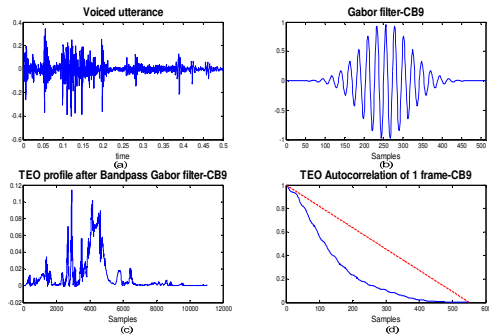 Voiced utterance
0.4
0.2
0
-0.2
-0.4
-0.6
0 0.05 0.1 0.15 0.2 0.25 0.3 0.35 0.4 0.45 0.5
time
(a)
Gabor filter-CB9
1
0.5
0
-0.5
-1
0 50 100 150 200 250 300 350 400 450 500
Samples
(b)
TEO profile after Bandpass Gabor filter-CB9
0.12
0.1
0.08
0.06
0.04
0.02
0
0 2000 4000 6000 8000 10000 12000
Samples
(c)
TEO Autocorrelation of 1 frame-CB9
1
0.8
0.6
0.4
0.2
0
0 100 200 300 400 500 600
Samples
(d)